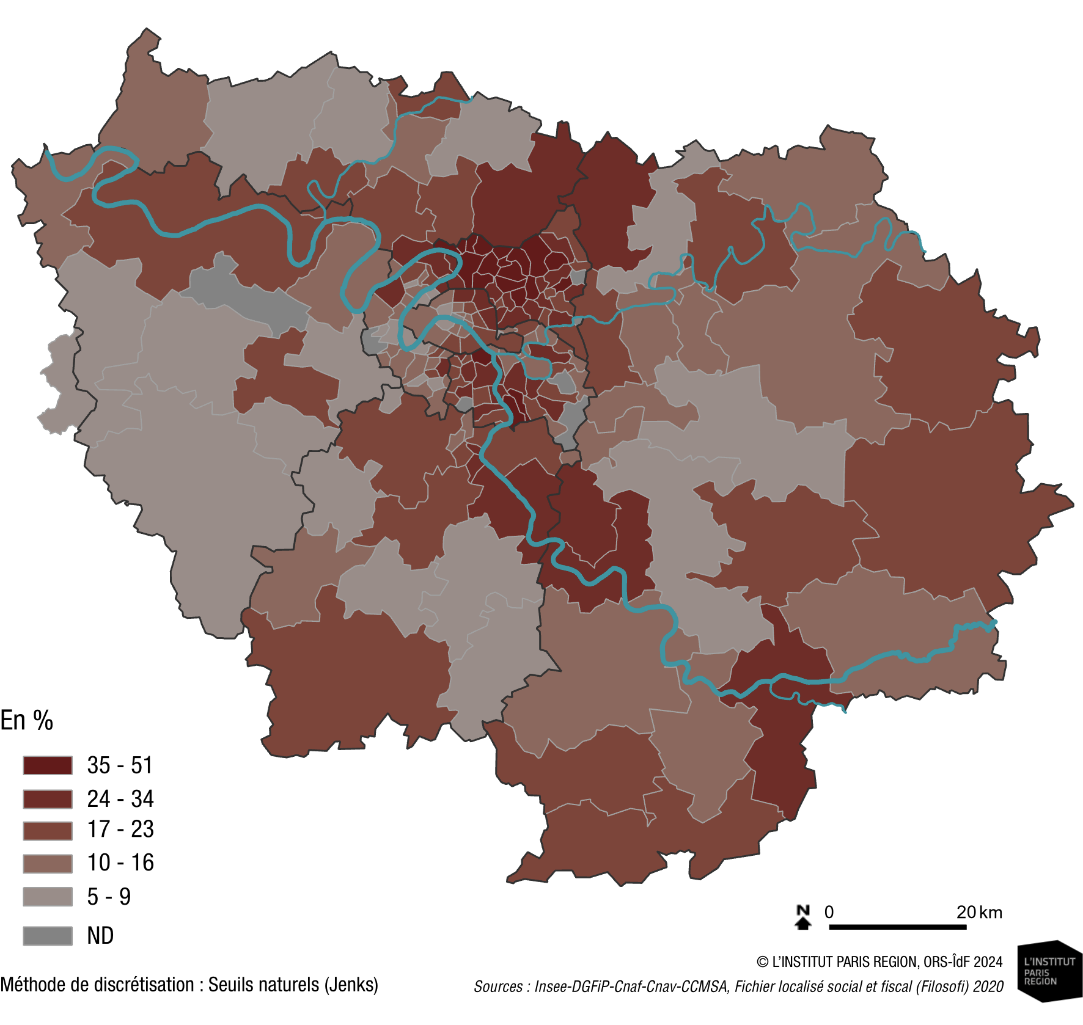 En %
35 - 51
24 - 34
17 - 23
10 - 16
5 - 9
ND
N
0 20 km
© L'INSTITUT PARIS REGION, ORS-ÎdF 2024
Méthode de discrétisation : Seuils naturels (Jenks)
Sources : Insee-DGFiP-Cnaf-Cnav-CCMSA, Fichier localisé social et fiscal (Filosofi) 2020
L'INSTITUT
PARIS
REGION